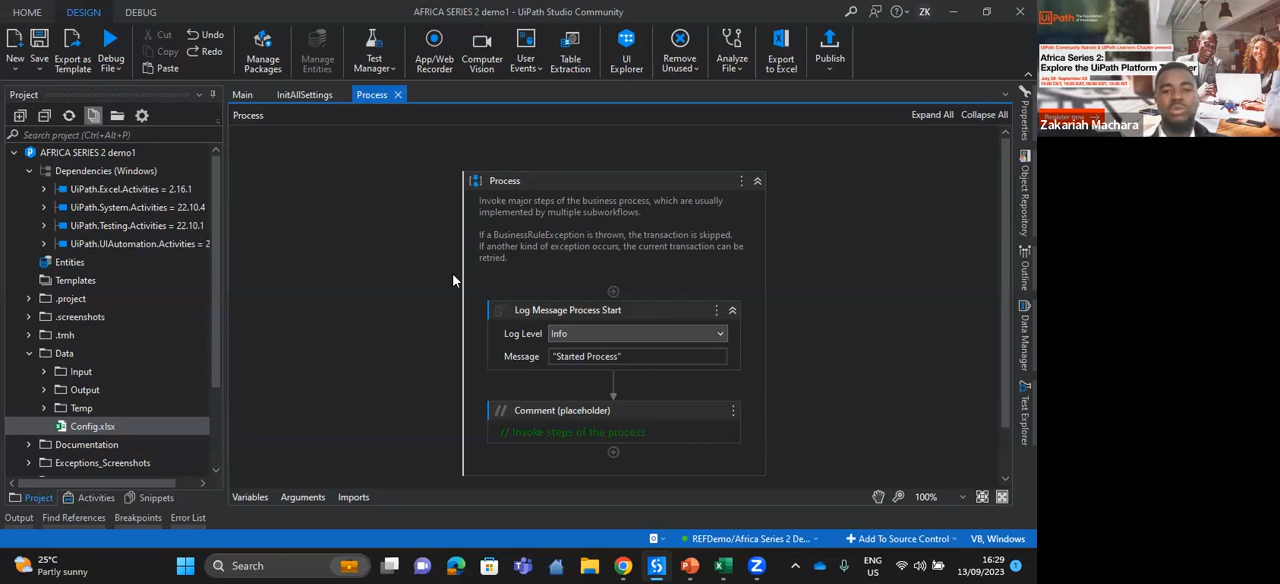 HOME
DESIGN
DEBUG
AFRICA SERIES 2 demo1 - UiPath Studio Community
ZK
New
Save
Export as Template
Debug File
Cut
Copy
Paste
Undo
Redo
Manage Packages
Manage Entities
Test Manager
App/Web Recorder
Computer Vision
User Events
Table Extraction
UI Explorer
Remove Unused
Analyze File
Export to Excel
Publish
Project
Main
InitAllSettings
Process
Process
Expand All
Collapse All
Search project (Ctrl+Alt+P)
AFRICA SERIES 2 demo1
Dependencies (Windows)
UiPath.Excel.Activities = 2.16.1
UiPath.System.Activities = 22.10.4
UiPath.Testing.Activities = 22.10.1
UiPath.UIAutomation.Activities = 2
Entities
Templates
.project
.screenshots
.tmh
Data
Input
Output
Temp
Config.xlsx
Documentation
Exceptions_Screenshots
Process
Invoke major steps of the business process, which are usually
implemented by multiple subworkflows.
If a BusinessRuleException is thrown, the transaction is skipped.
If another kind of exception occurs, the current transaction can be
retried.
Log Message Process Start
Log Level
Info
Message
"Started Process"
Comment (placeholder)
// Invoke steps of the process
Properties
Object Repository
Outline
Data Manager
Test Explorer
Project
Activities
Snippets
Variables
Arguments
Imports
100%
Output
Find References
Breakpoints
Error List
REFDemo/Africa Series 2 De...
Add To Source Control
VB, Windows
25°C
Partly sunny
Search
ENG
US
16:29
13/09/2023
UiPath
UiPath Community Nairobi & UiPath Learners Chapter present:
Africa Series 2:
Explore the UiPath Platform
Register now
Zakariah Machara